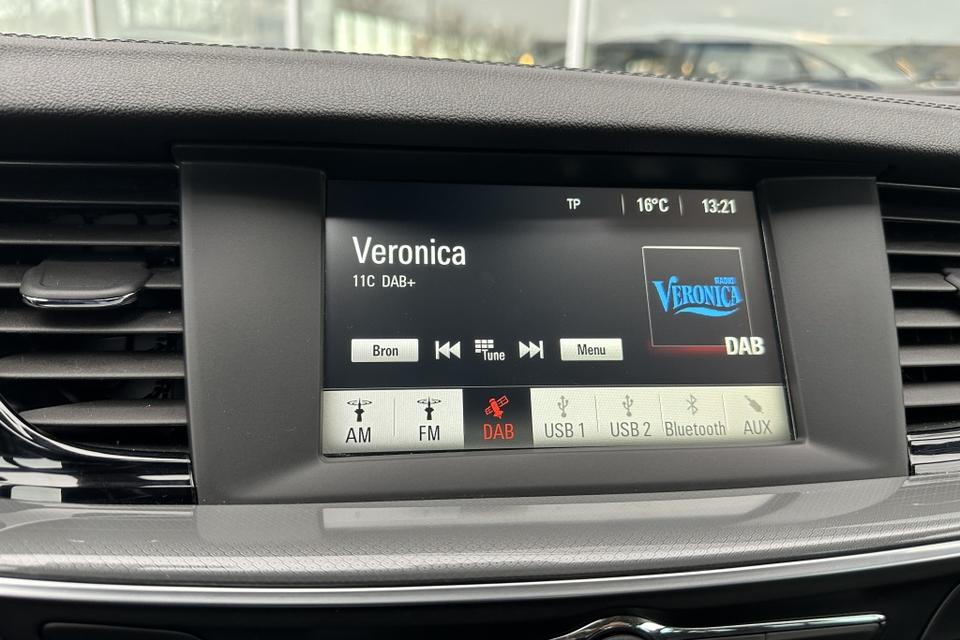 TP 16°C 13:21
Veronica
11C DAB+
RADIO
VERONICA
DAB
Bron Tune Menu
AM FM DAB USB 1 USB 2 Bluetooth AUX